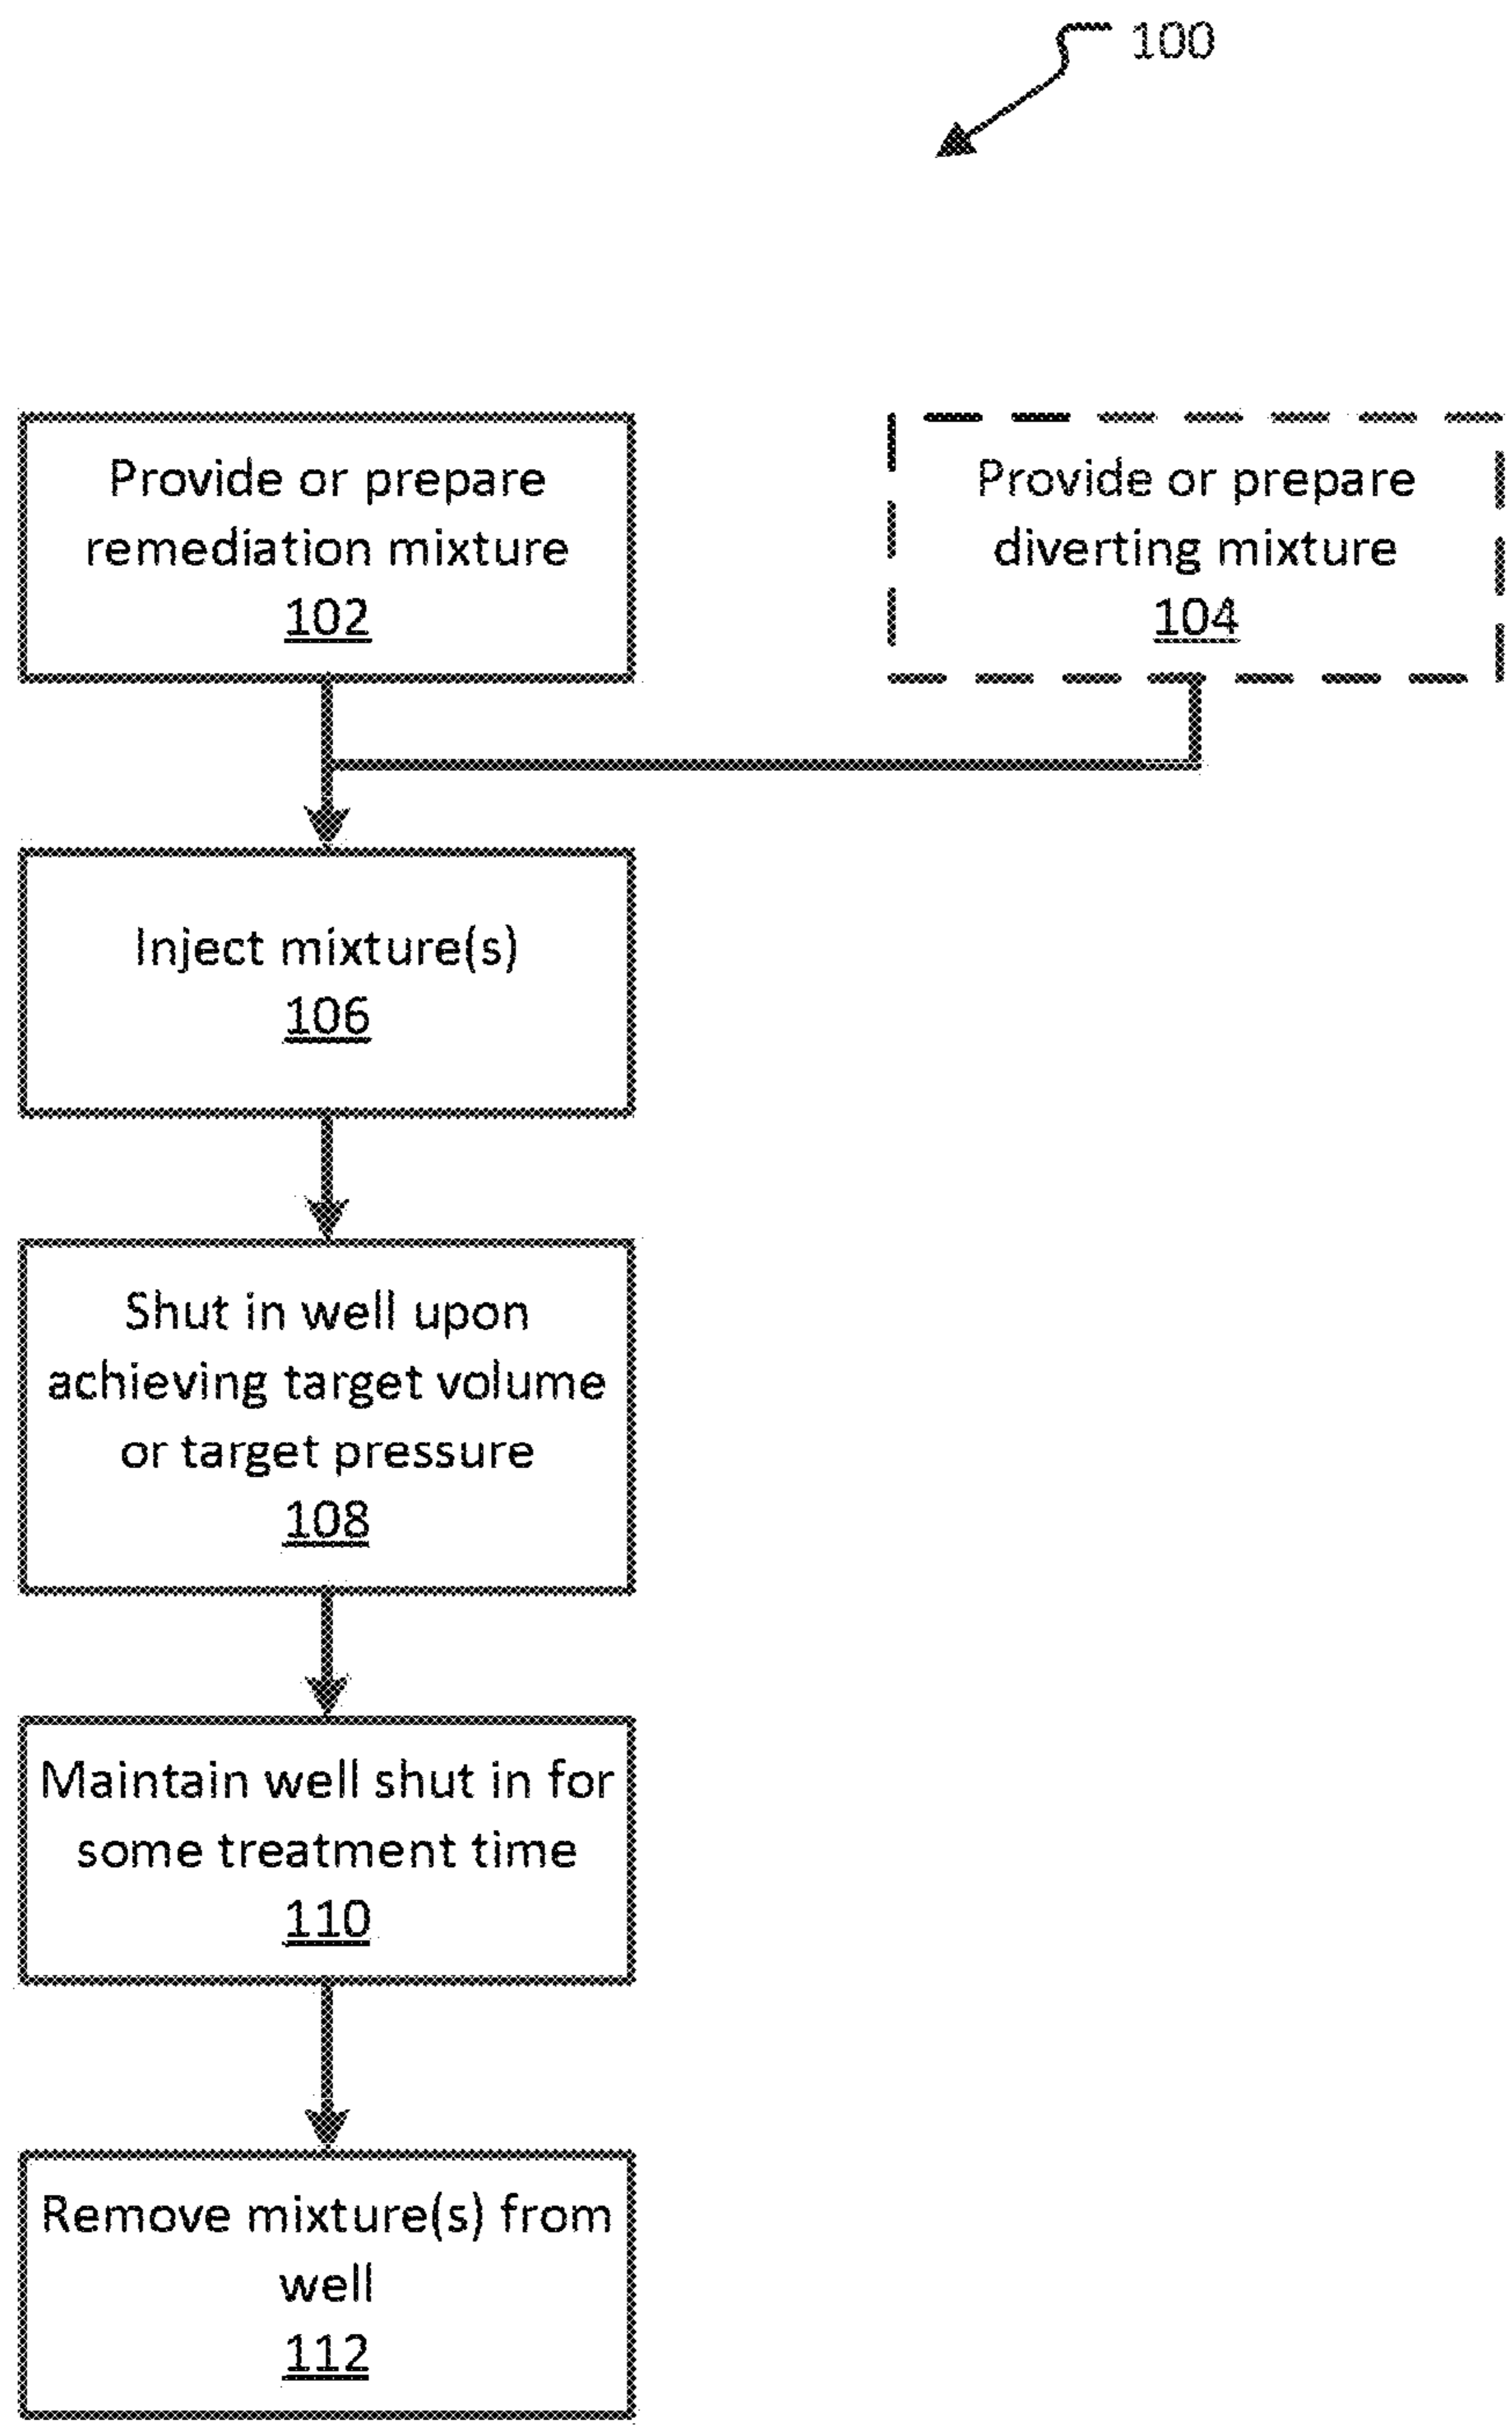 100
Provide or prepare
remediation mixture
102
Provide or prepare
diverting mixture
104
Inject mixture(s)
106
Shut in well upon
achieving target volume
or target pressure
108
Maintain well shut in for
some treatment time
110
Remove mixture(s) from
well
112